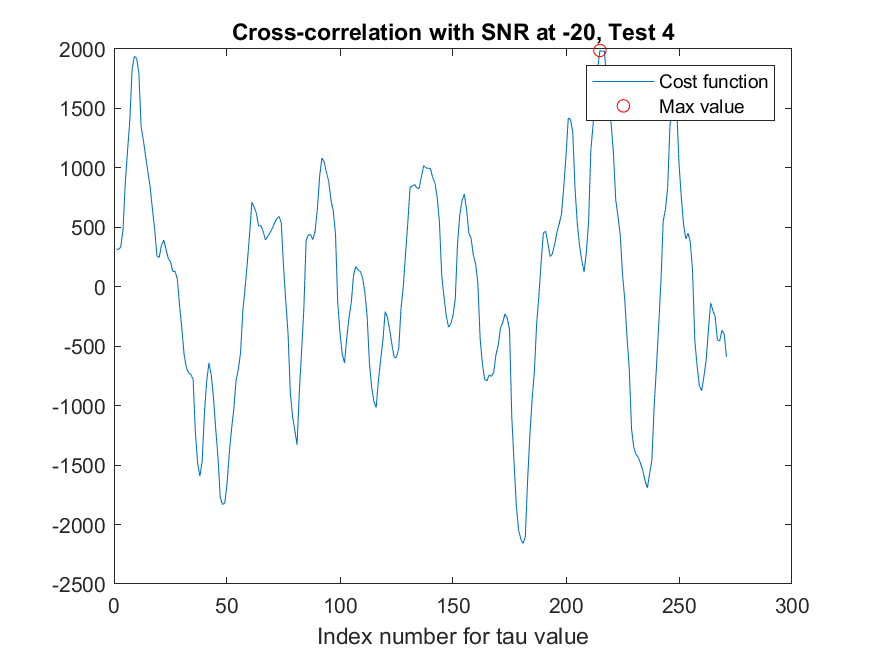 Cross-correlation with SNR at -20, Test 4
2000
1500
1000
500
0
-500
-1000
-1500
-2000
-2500
Cost function
Max value
0 50 100 150 200 250 300
Index number for tau value